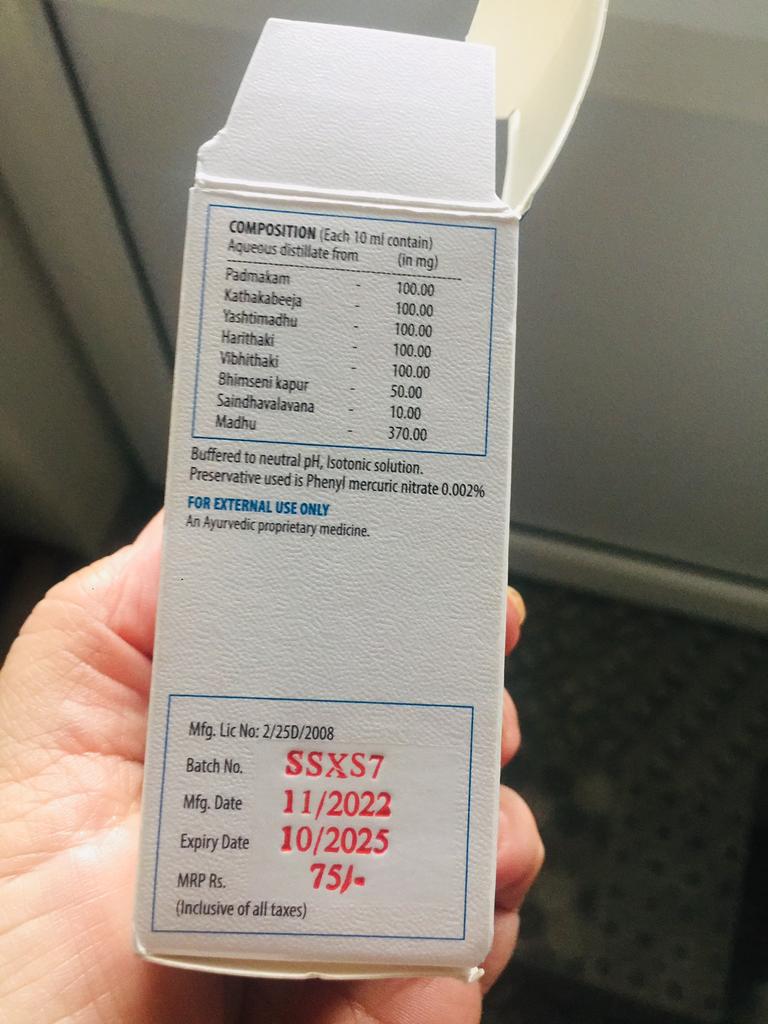 COMPOSITION (Each 10 ml contain)
Aqueous distillate from (in mg)
Padmakam - 100.00
Kathakabeeja 100.00
Yashtimadhu - 100.00
Harithaki - 100.00
Vibhithaki - 100.00
Bhimseni kapur 50.00
Saindhavalavana - 10.00
Madhu - 370.00
Buffered to neutral pH, Isotonic solution.
Preservative used is Phenyl mercuric nitrate 0.002%
FOR EXTERNAL USE ONLY
An Ayurvedic proprietary medicine.
Mfg. Lic No: 2/25D/2008
Batch No. SSXS7
Mfg. Date 11/2022
Expiry Date 10/2025
MRP Rs. 75/-
(Inclusive of all taxes)